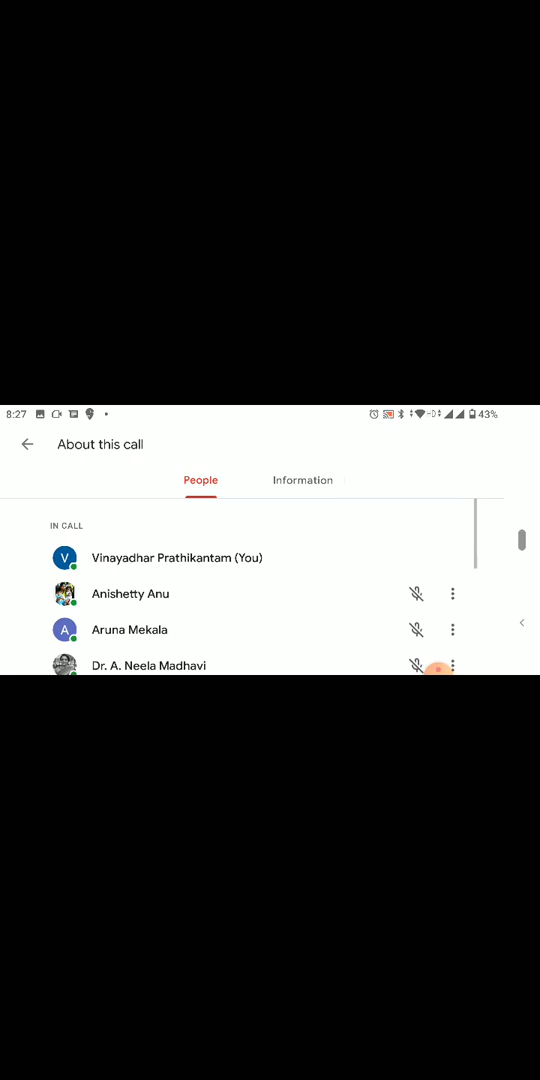 8:27 43%
About this call
People Information
IN CALL
V Vinayadhar Prathikantam (You)
Anishetty Anu
A Aruna Mekala
Dr. A. Neela Madhavi